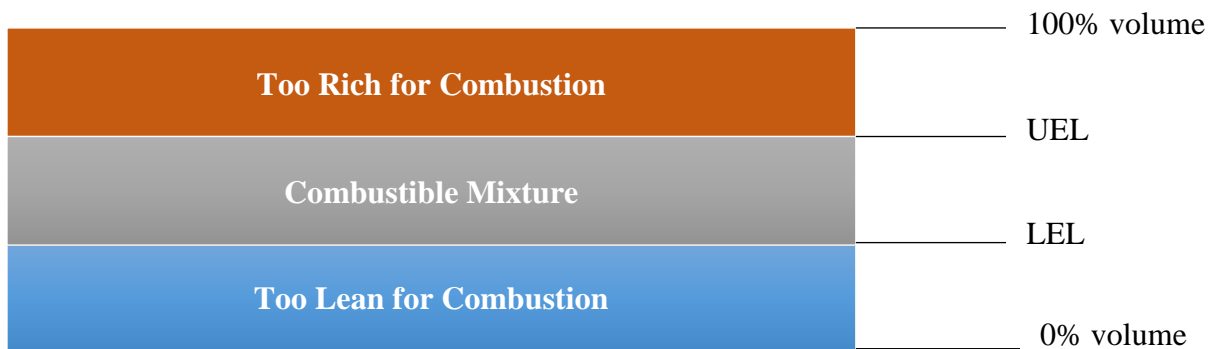 100% volume
Too Rich for Combustion
UEL
Combustible Mixture
LEL
Too Lean for Combustion
0% volume